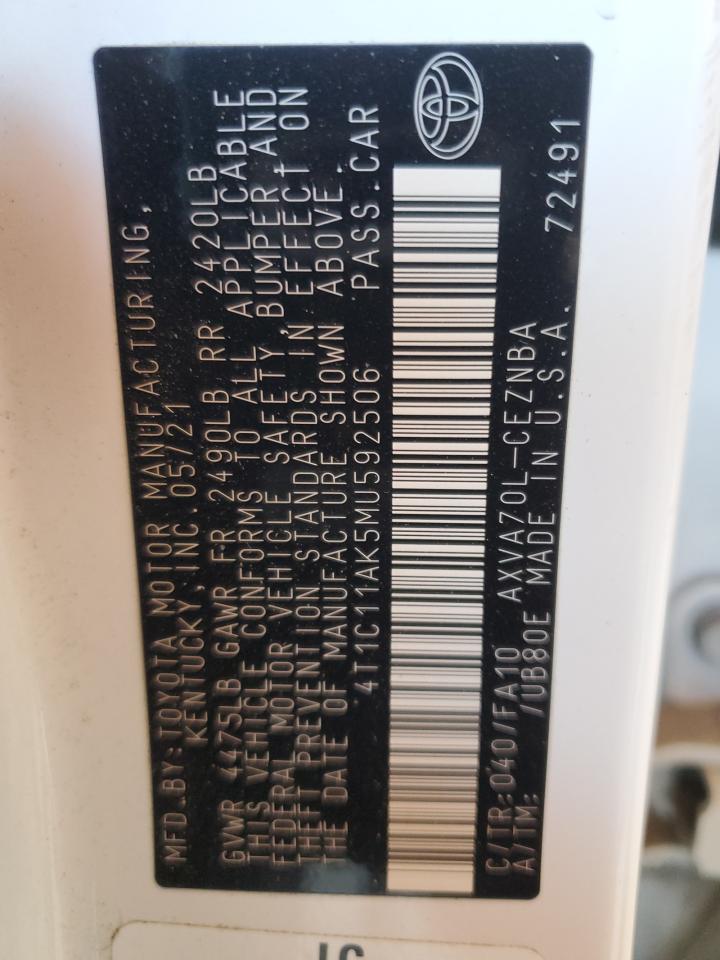 MFD.BY:TOYOTA MOTOR MANUFACTURING,
KENTUCKY, INC.05/21
GVWR 4475LB GAWR FR 2490LB RR 2420LB
THIS VEHICLE CONFORMS TO ALL APPLICABLE
FEDERAL MOTOR VEHICLE SAFETY,BUMPER AND
THEFT PREVENTION STANDARDS IN EFFECT ON
THE DATE OF MANUFACTURE SHOWN ABOVE.
4T1C11AK5MU592506 PASS.CAR
C/TR:040/FA10 AXVA70L-CEZNBA
A/TM: /UB80E MADE IN U.S.A. 72491